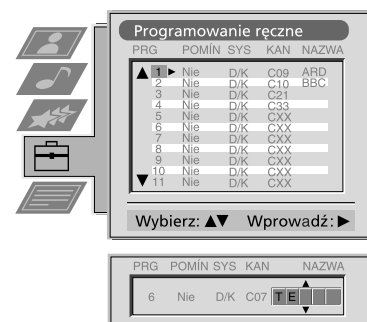 Programowanie ręczne
PRG POMÍN SYS KAN NAZWA
1 Nie D/K C09 ARD
2 Nie D/K C10 BBC
3 Nie D/K C21
4 Nie D/K C33
5 Nie D/K CXX
6 Nie D/K CXX
7 Nie D/K CXX
8 Nie D/K CXX
9 Nie D/K CXX
10 Nie D/K CXX
11 Nie D/K CXX
Wybierz: ▲▼ Wprowadź: ▶
PRG POMÍN SYS KAN NAZWA
6 Nie D/K C07 T E